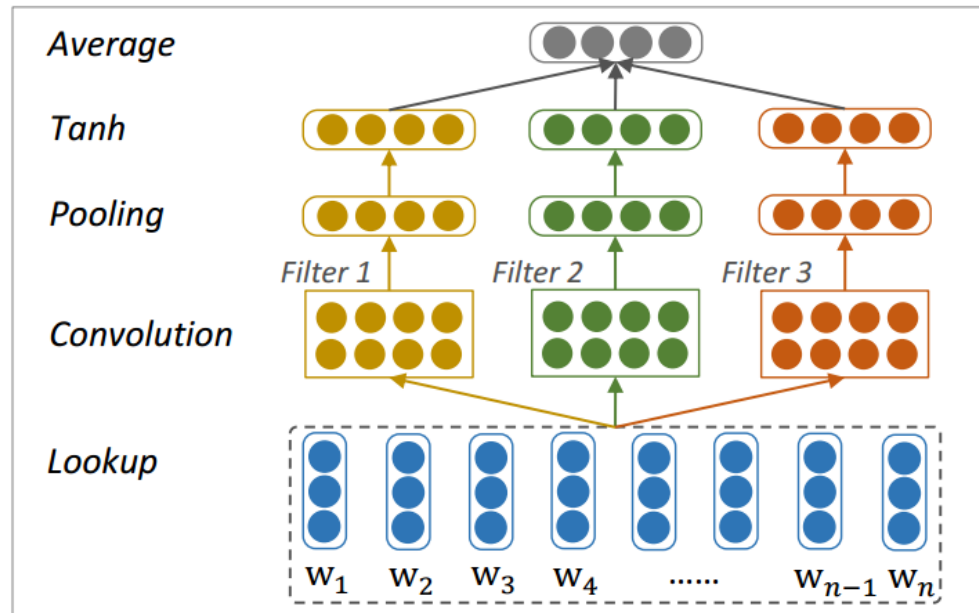 Average
Tanh
Pooling
Filter 1 Filter 2 Filter 3
Convolution
Lookup
w₁ w₂ w₃ w₄ ...... wₙ₋₁ wₙ